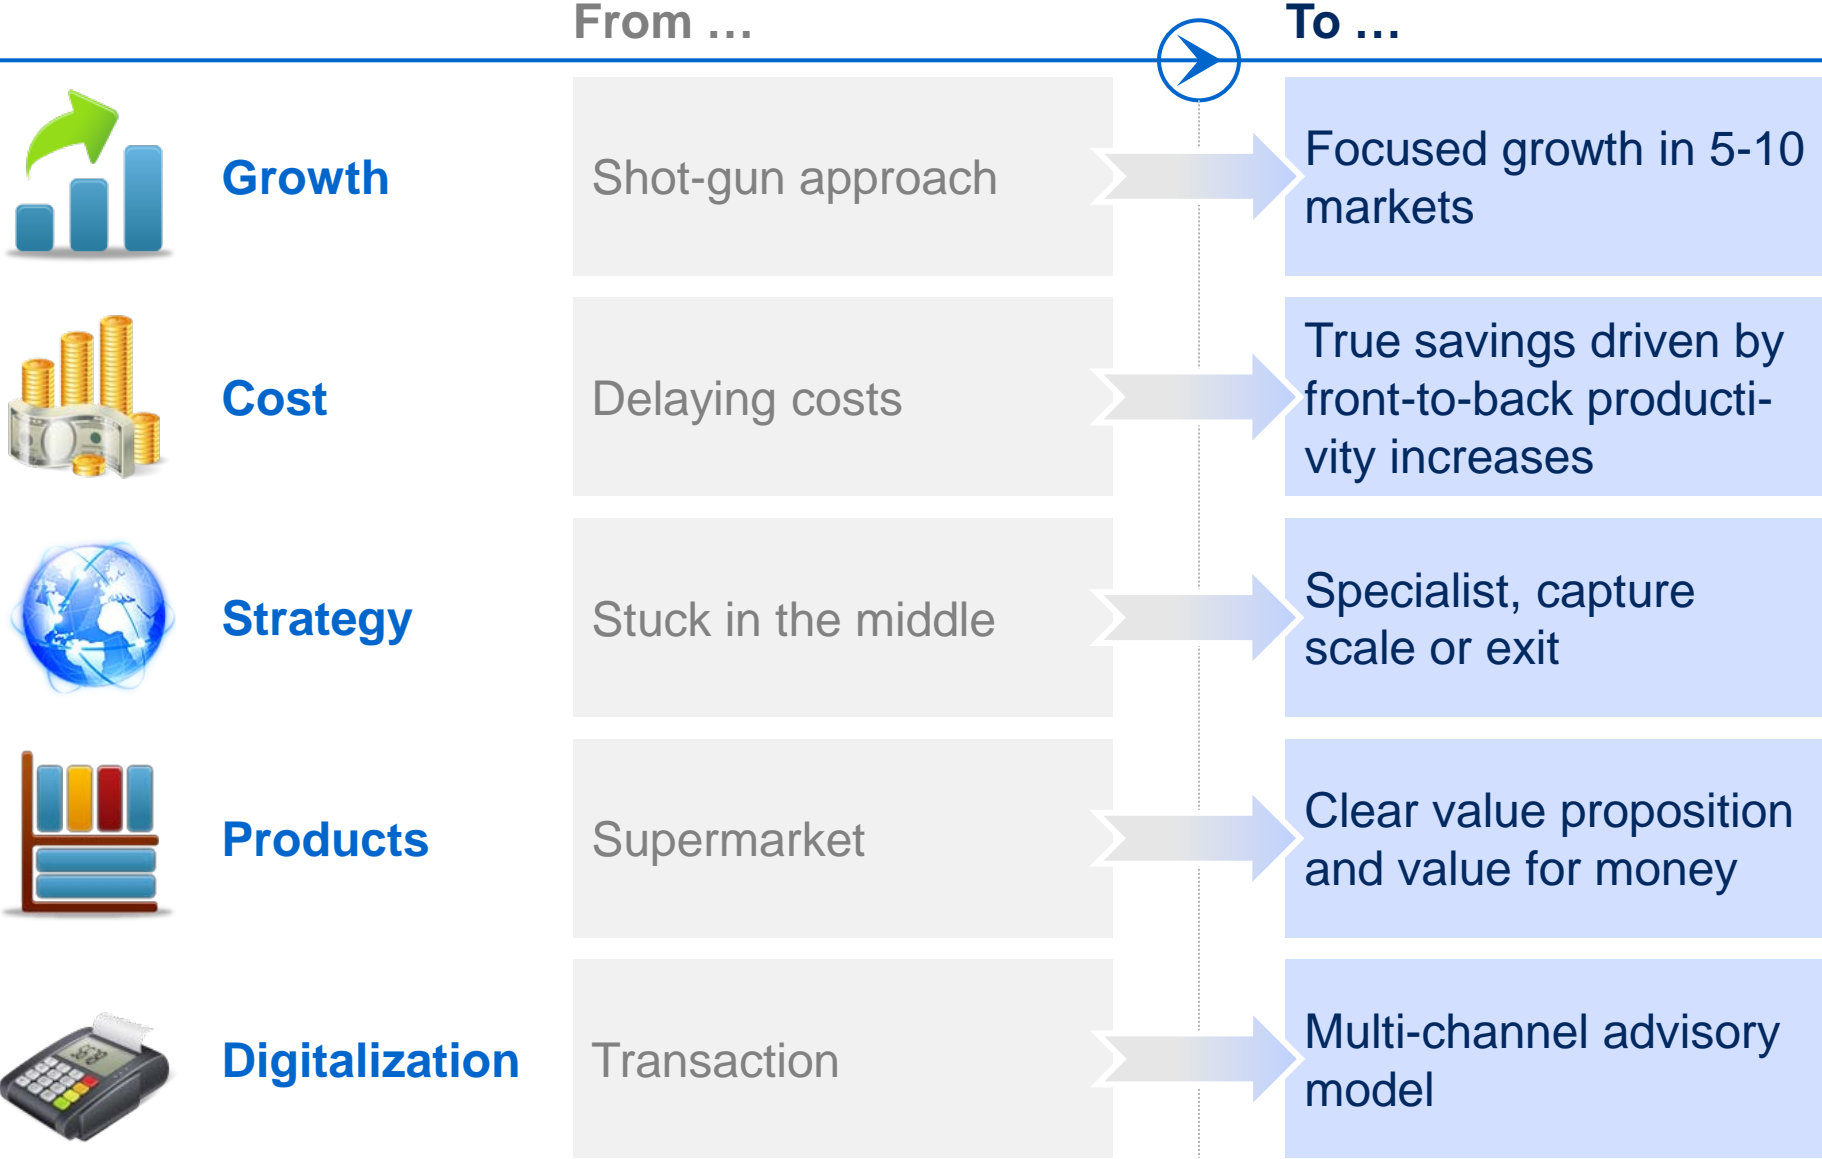 From …
To …
Growth
Shot-gun approach
Focused growth in 5-10
markets
Cost
Delaying costs
True savings driven by
front-to-back producti-
vity increases
Strategy
Stuck in the middle
Specialist, capture
scale or exit
Products
Supermarket
Clear value proposition
and value for money
Digitalization
Transaction
Multi-channel advisory
model